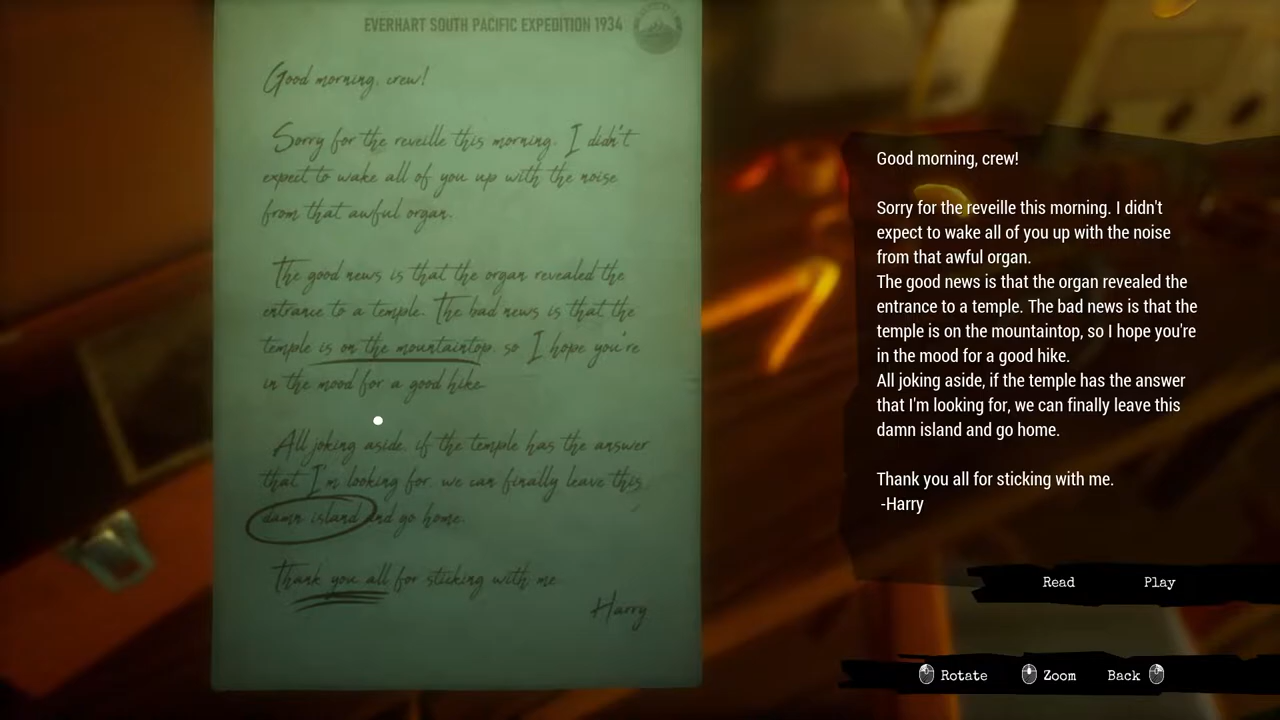 EVERHART SOUTH PACIFIC EXPEDITION 1934
Good morning, crew!
Sorry for the reveille this morning. I didn't
expect to wake all of you up with the noise
from that awful organ.
The good news is that the organ revealed the
entrance to a temple. The bad news is that the
temple is on the mountaintop, so I hope you're
in the mood for a good hike.
All joking aside, if the temple has the answer
that I'm looking for, we can finally leave this
damn island and go home.
Thank you all for sticking with me.
Harry
Good morning, crew!
Sorry for the reveille this morning. I didn't
expect to wake all of you up with the noise
from that awful organ.
The good news is that the organ revealed the
entrance to a temple. The bad news is that the
temple is on the mountaintop, so I hope you're
in the mood for a good hike.
All joking aside, if the temple has the answer
that I'm looking for, we can finally leave this
damn island and go home.
Thank you all for sticking with me.
-Harry
Read Play
Rotate Zoom Back